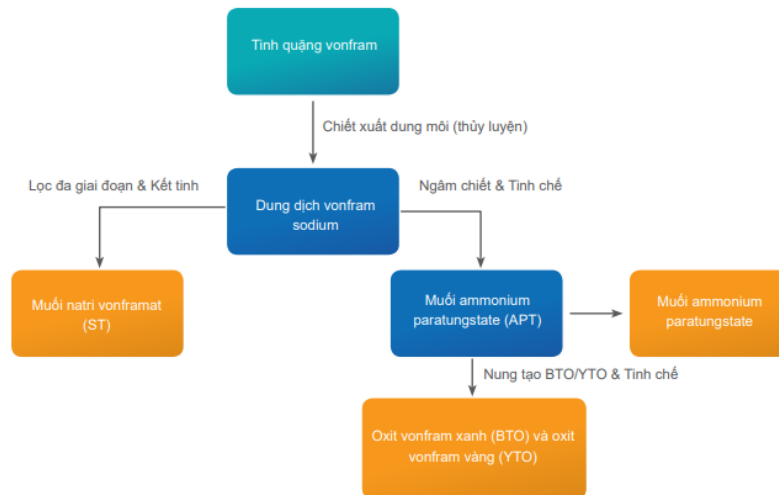 Tinh quặng vonfram
Chiết xuất dung môi (thủy luyện)
Lọc đa giai đoạn & Kết tinh
Ngâm chiết & Tinh chế
Dung dịch vonfram
sodium
Muối natri vonframat
(ST)
Muối ammonium
paratungstate (APT)
Muối ammonium
paratungstate
Nung tạo BTO/YTO & Tinh chế
Oxit vonfram xanh (BTO) và oxit
vonfram vàng (YTO)